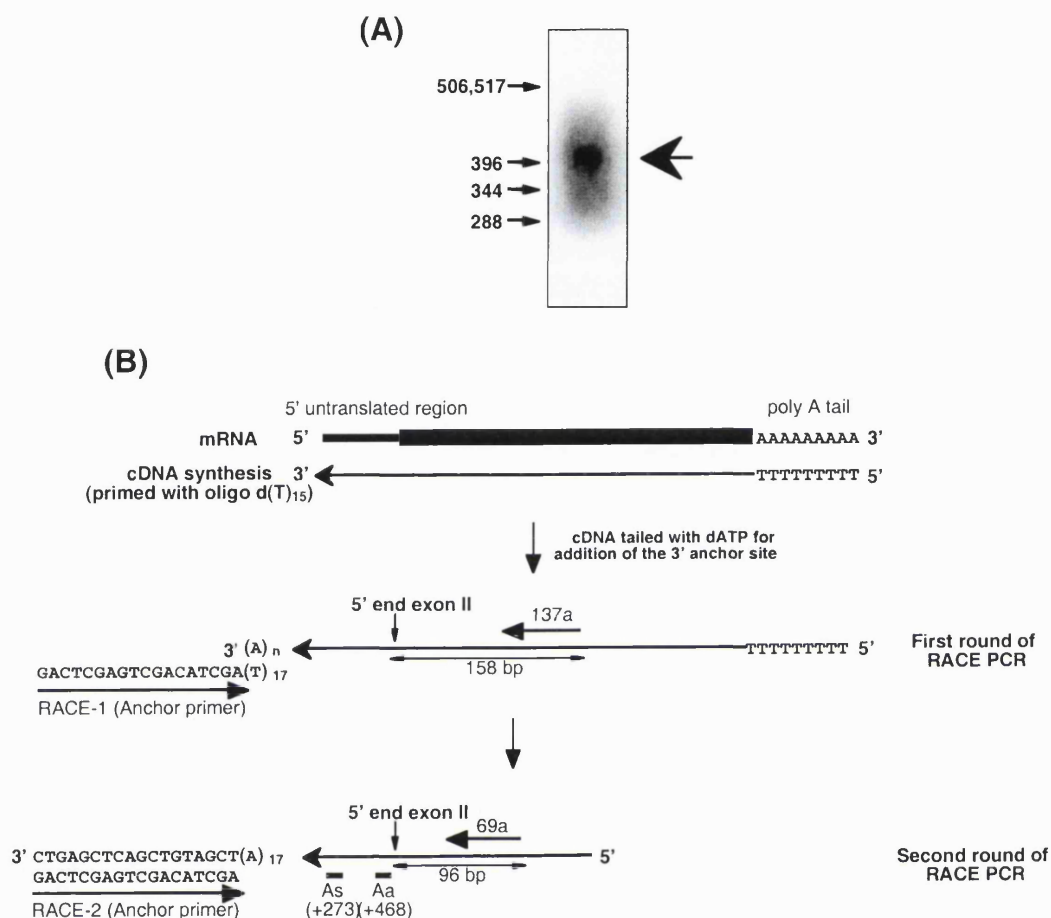 (A)
506,517
396
344
288
(B)
5' untranslated region
poly A tail
mRNA 5' AAAAAAAAA 3'
cDNA synthesis 3' TTTTTTTTT 5'
(primed with oligo d(T)15)
cDNA tailed with dATP for
addition of the 3' anchor site
5' end exon II
137a
3' (A) n TTTTTTTTT 5'
158 bp
First round of
RACE PCR
GACTCGAGTCGACATCGA(T) 17
RACE-1 (Anchor primer)
5' end exon II
69a
3' CTGAGCTCAGCTGTAGCT(A) 17 5'
GACTCGAGTCGACATCGA
96 bp
Second round of
RACE PCR
As Aa
(+273)(+468)
RACE-2 (Anchor primer)